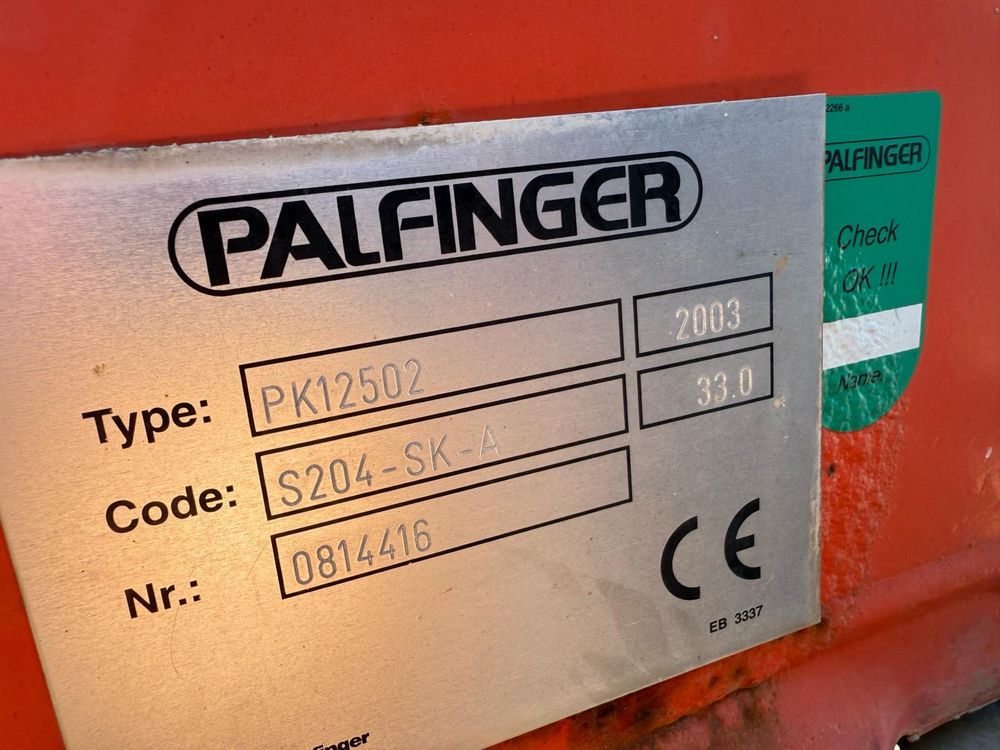 PALFINGER
Type: PK12502 2003
Code: S204-SK-A 33.0
Nr.: 0814416
CE
EB 3337
2266 a
PALFINGER
Check
OK !!!
Name